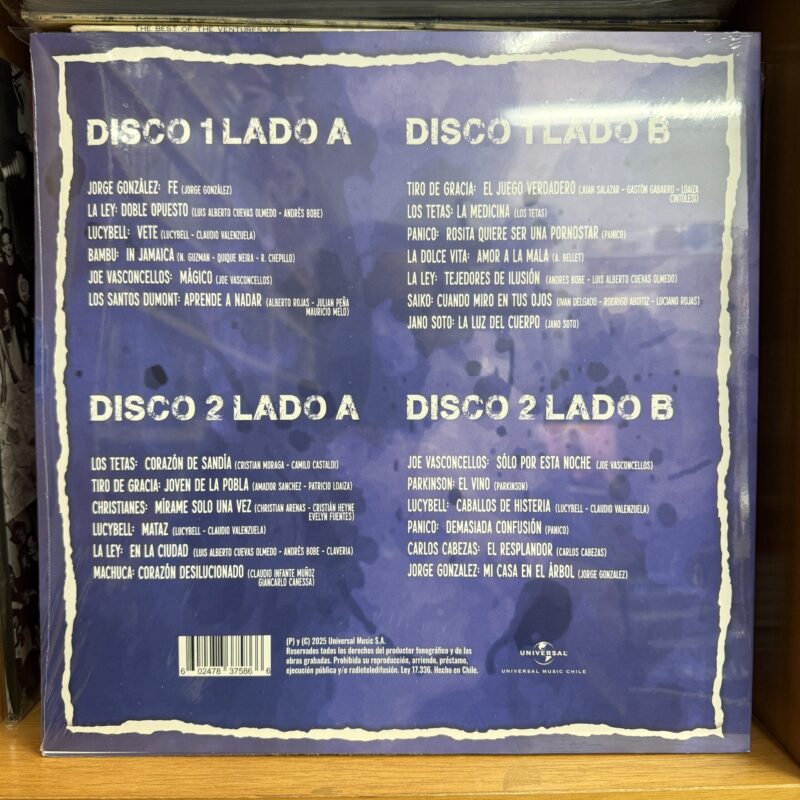 THE BEST OF THE VENTURES VOL 2
DISCO 1 LADO A
JORGE GONZÁLEZ: FE (JORGE GONZÁLEZ)
LA LEY: DOBLE OPUESTO (LUIS ALBERTO CUEVAS OLMEDO - ANDRÉS BOBE)
LUCYBELL: VETE (LUCYBELL - CLAUDIO VALENZUELA)
BAMBU: IN JAMAICA (N. GUZMAN - QUIQUE NEIRA - R. CHEPILLO)
JOE VASCONCELLOS: MÁGICO (JOE VASCONCELLOS)
LOS SANTOS DUMONT: APRENDE A NADAR (ALBERTO ROJAS - JULIAN PEÑA
MAURICIO MELO)
DISCO 1 LADO B
TIRO DE GRACIA: EL JUEGO VERDADERO (JUAN SALAZAR - GASTÓN GABARRO - LOAIZA
CINTOLESI)
LOS TETAS: LA MEDICINA (LOS TETAS)
PANICO: ROSITA QUIERE SER UNA PORNOSTAR (PANICO)
LA DOLCE VITÁ: AMOR A LA MALA (A. BELLET)
LA LEY: TEJEDORES DE ILUSIÓN (ANDRES BOBE - LUIS ALBERTO CUEVAS OLMEDO)
SAIKO: CUANDO MIRO EN TUS OJOS (IVAN DELGADO - RODRIGO ABOITZ - LUCIANO ROJAS)
JANO SOTO: LA LUZ DEL CUERPO (JANO SOTO)
DISCO 2 LADO A
LOS TETAS: CORAZÓN DE SANDÍA (CRISTIAN MORAGA - CAMILO CASTALDI)
TIRO DE GRACIA: JOVEN DE LA POBLA (AMADOR SANCHEZ - PATRICIO LOAIZA)
CHRISTIANES: MÍRAME SOLO UNA VEZ (CHRISTIAN ARENAS - CRISTIÁN HEYNE
EVELYN FUENTES)
LUCYBELL: MATAZ (LUCYBELL - CLAUDIO VALENZUELA)
LA LEY: EN LA CIUDAD (LUIS ALBERTO CUEVAS OLMEDO - ANDRÉS BOBE - CLAVERIA)
MACHUCA: CORAZÓN DESILUCIONADO (CLAUDIO INFANTE MUÑOZ
GIANCARLO CANESSA)
DISCO 2 LADO B
JOE VASCONCELLOS: SÓLO POR ESTA NOCHE (JOE VASCONCELLOS)
PARKINSON: EL VINO (PARKINSON)
LUCYBELL: CABALLOS DE HISTERIA (LUCYBELL - CLAUDIO VALENZUELA)
PANICO: DEMASIADA CONFUSIÓN (PANICO)
CARLOS CABEZAS: EL RESPLANDOR (CARLOS CABEZAS)
JORGE GONZALEZ: MI CASA EN EL ÁRBOL (JORGE GONZALEZ)
6 02478 37586 6
(P) y (C) 2025 Universal Music S.A.
Reservados todos los derechos del productor fonográfico y de las
obras grabadas. Prohibida su reproducción, arriendo, préstamo,
ejecución pública y/o radioteledifusión. Ley 17.336. Hecho en Chile.
UNIVERSAL
UNIVERSAL MUSIC CHILE